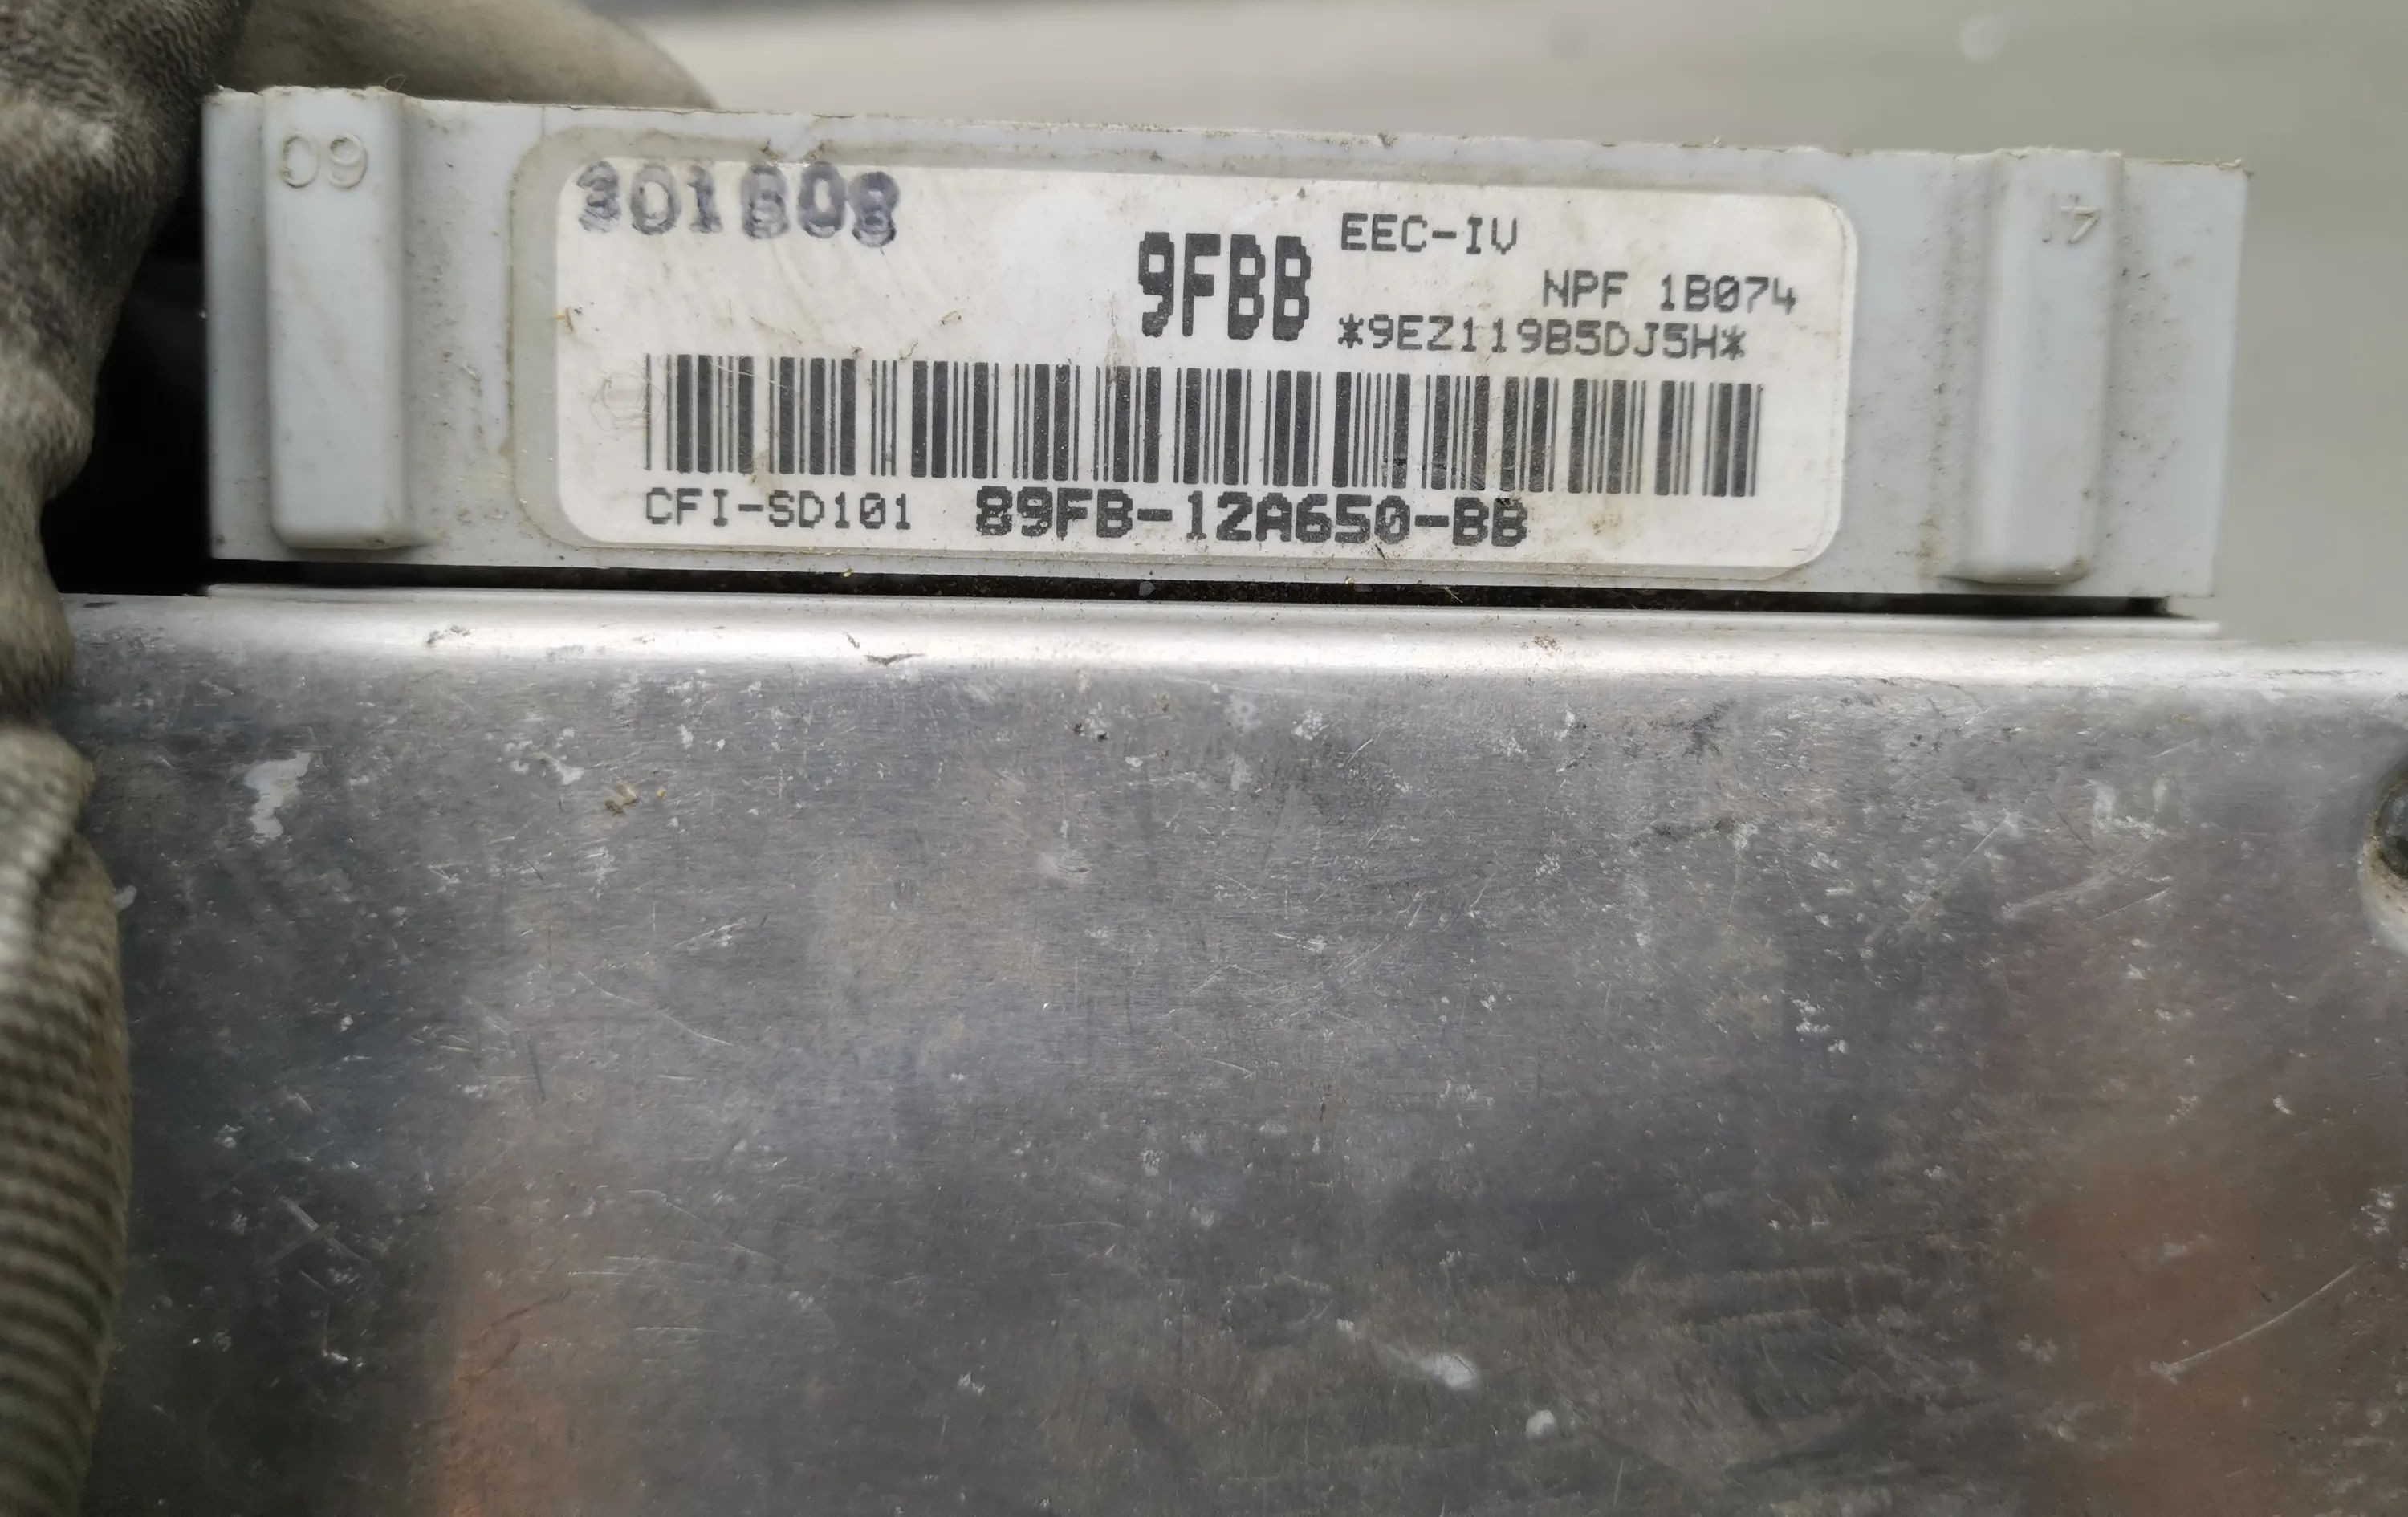 09
301808
EEC-IV
9FBB
NPF 1B074
*9EZ119B5DJ5H*
CFI-SD101 89FB-12A650-BB